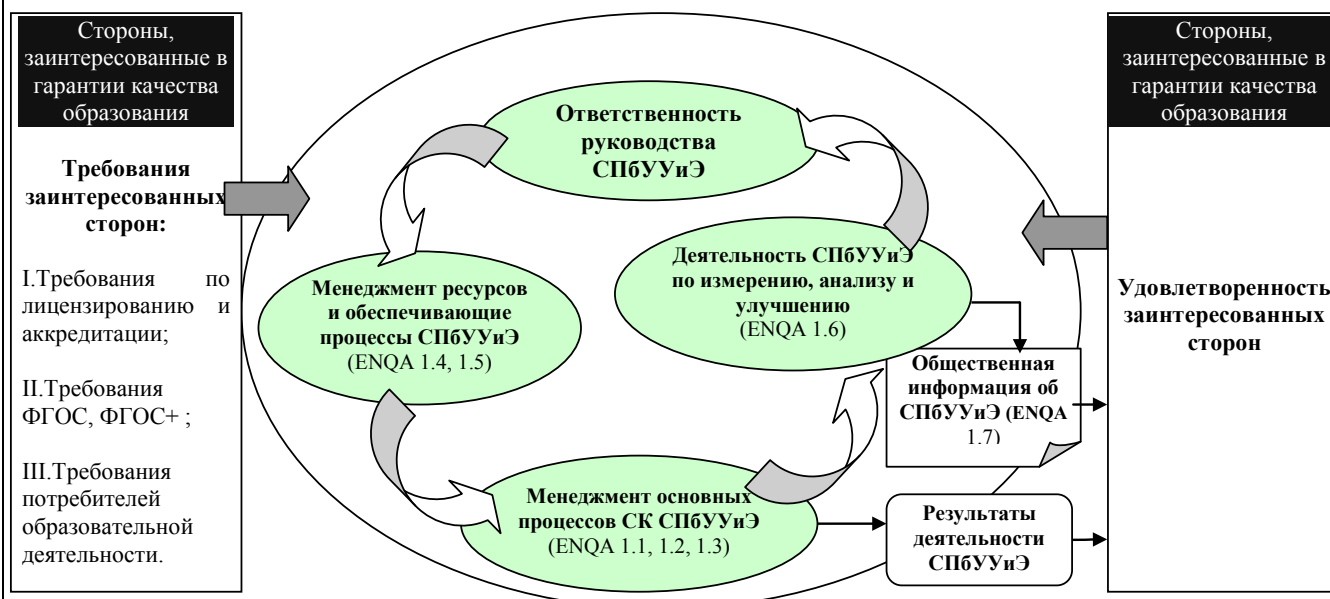 Стороны,
заинтересованные в
гарантии качества
образования
Требования
заинтересованных
сторон:
I.Требования по
лицензированию и
аккредитации;
II.Требования
ФГОС, ФГОС+ ;
III.Требования
потребителей
образовательной
деятельности.
Ответственность
руководства
СПбУУиЭ
Менеджмент ресурсов
и обеспечивающие
процессы СПбУУиЭ
(ENQA 1.4, 1.5)
Деятельность СПбУУиЭ
по измерению, анализу и
улучшению
(ENQA 1.6)
Общественная
информация об
СПбУУиЭ (ENQA
1.7)
Менеджмент основных
процессов СК СПбУУиЭ
(ENQA 1.1, 1.2, 1.3)
Результаты
деятельности
СПбУУиЭ
Стороны,
заинтересованные в
гарантии качества
образования
Удовлетворенность
заинтересованных
сторон